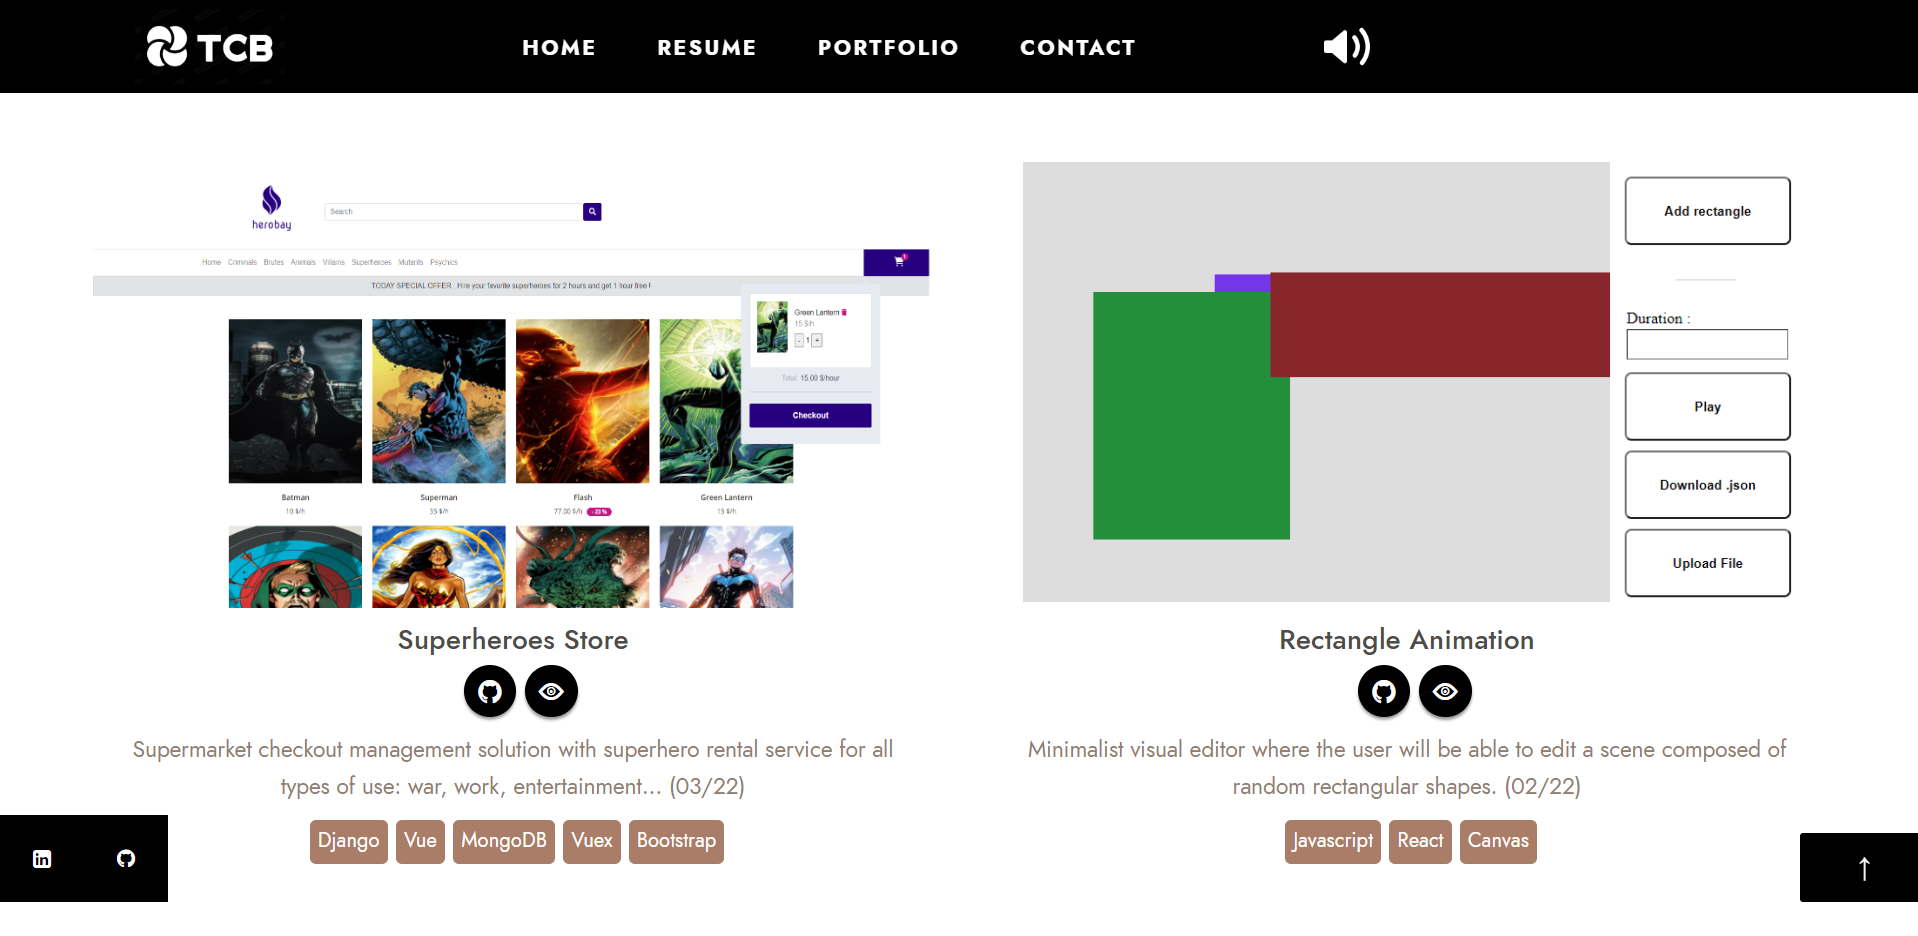 TCB
HOME RESUME PORTFOLIO CONTACT
herobay
Search
Home Criminals Brutes Animals Villains Superheroes Mutants Psychics
1
TODAY SPECIAL OFFER Hire your favorite superheroes for 2 hours and get 1 hour free !
Green Lantern
15 $/h
- 1 +
Total: 15.00 $/hour
Checkout
Batman Superman Flash Green Lantern
10 $/h 35 $/h 77.00 $/h - 23 % 15 $/h
Superheroes Store
Supermarket checkout management solution with superhero rental service for all
types of use: war, work, entertainment... (03/22)
Django Vue MongoDB Vuex Bootstrap
Add rectangle
Duration :
Play
Download .json
Upload File
Rectangle Animation
Minimalist visual editor where the user will be able to edit a scene composed of
random rectangular shapes. (02/22)
Javascript React Canvas
in
↑